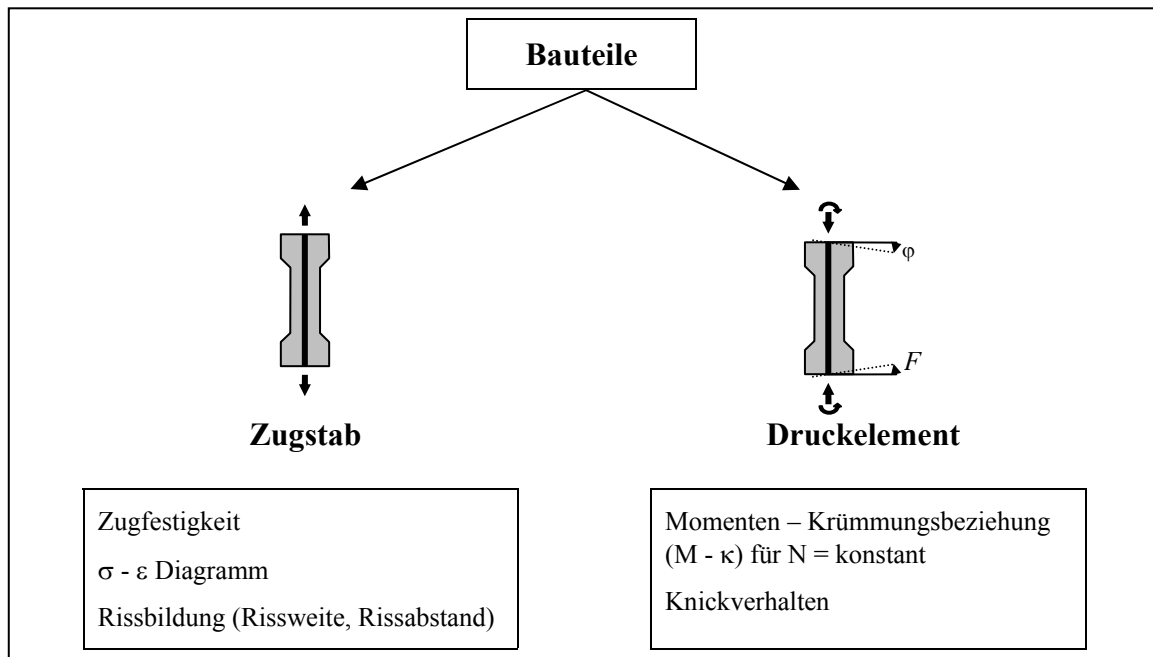 Bauteile
φ
F
Zugstab
Druckelement
Zugfestigkeit
σ - ε Diagramm
Rissbildung (Rissweite, Rissabstand)
Momenten – Krümmungsbeziehung
(M - κ) für N = konstant
Knickverhalten